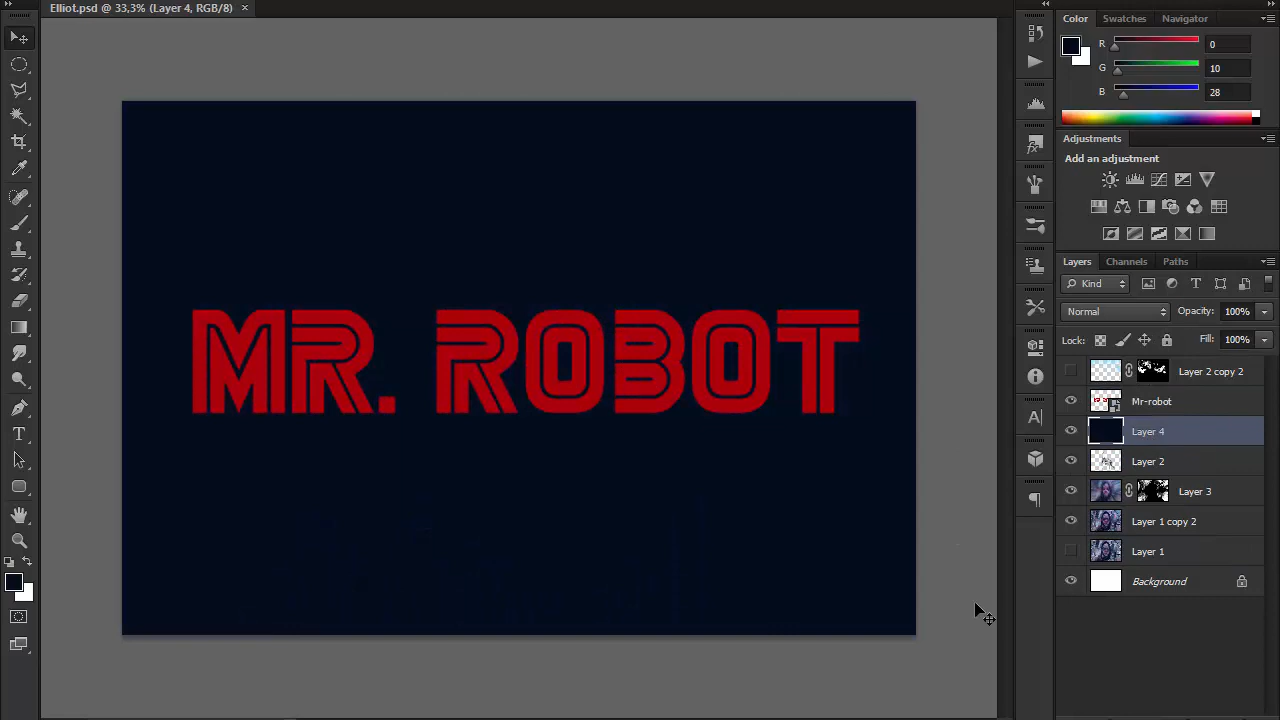 Elliot.psd @ 33,3% (Layer 4, RGB/8) ×
Color Swatches Navigator
R 0
G 10
B 28
Adjustments
Add an adjustment
Layers Channels Paths
Kind
Normal Opacity: 100%
Lock: Fill: 100%
Layer 2 copy 2
Mr-robot
Layer 4
Layer 2
Layer 3
Layer 1 copy 2
Layer 1
Background
MR. ROBOT